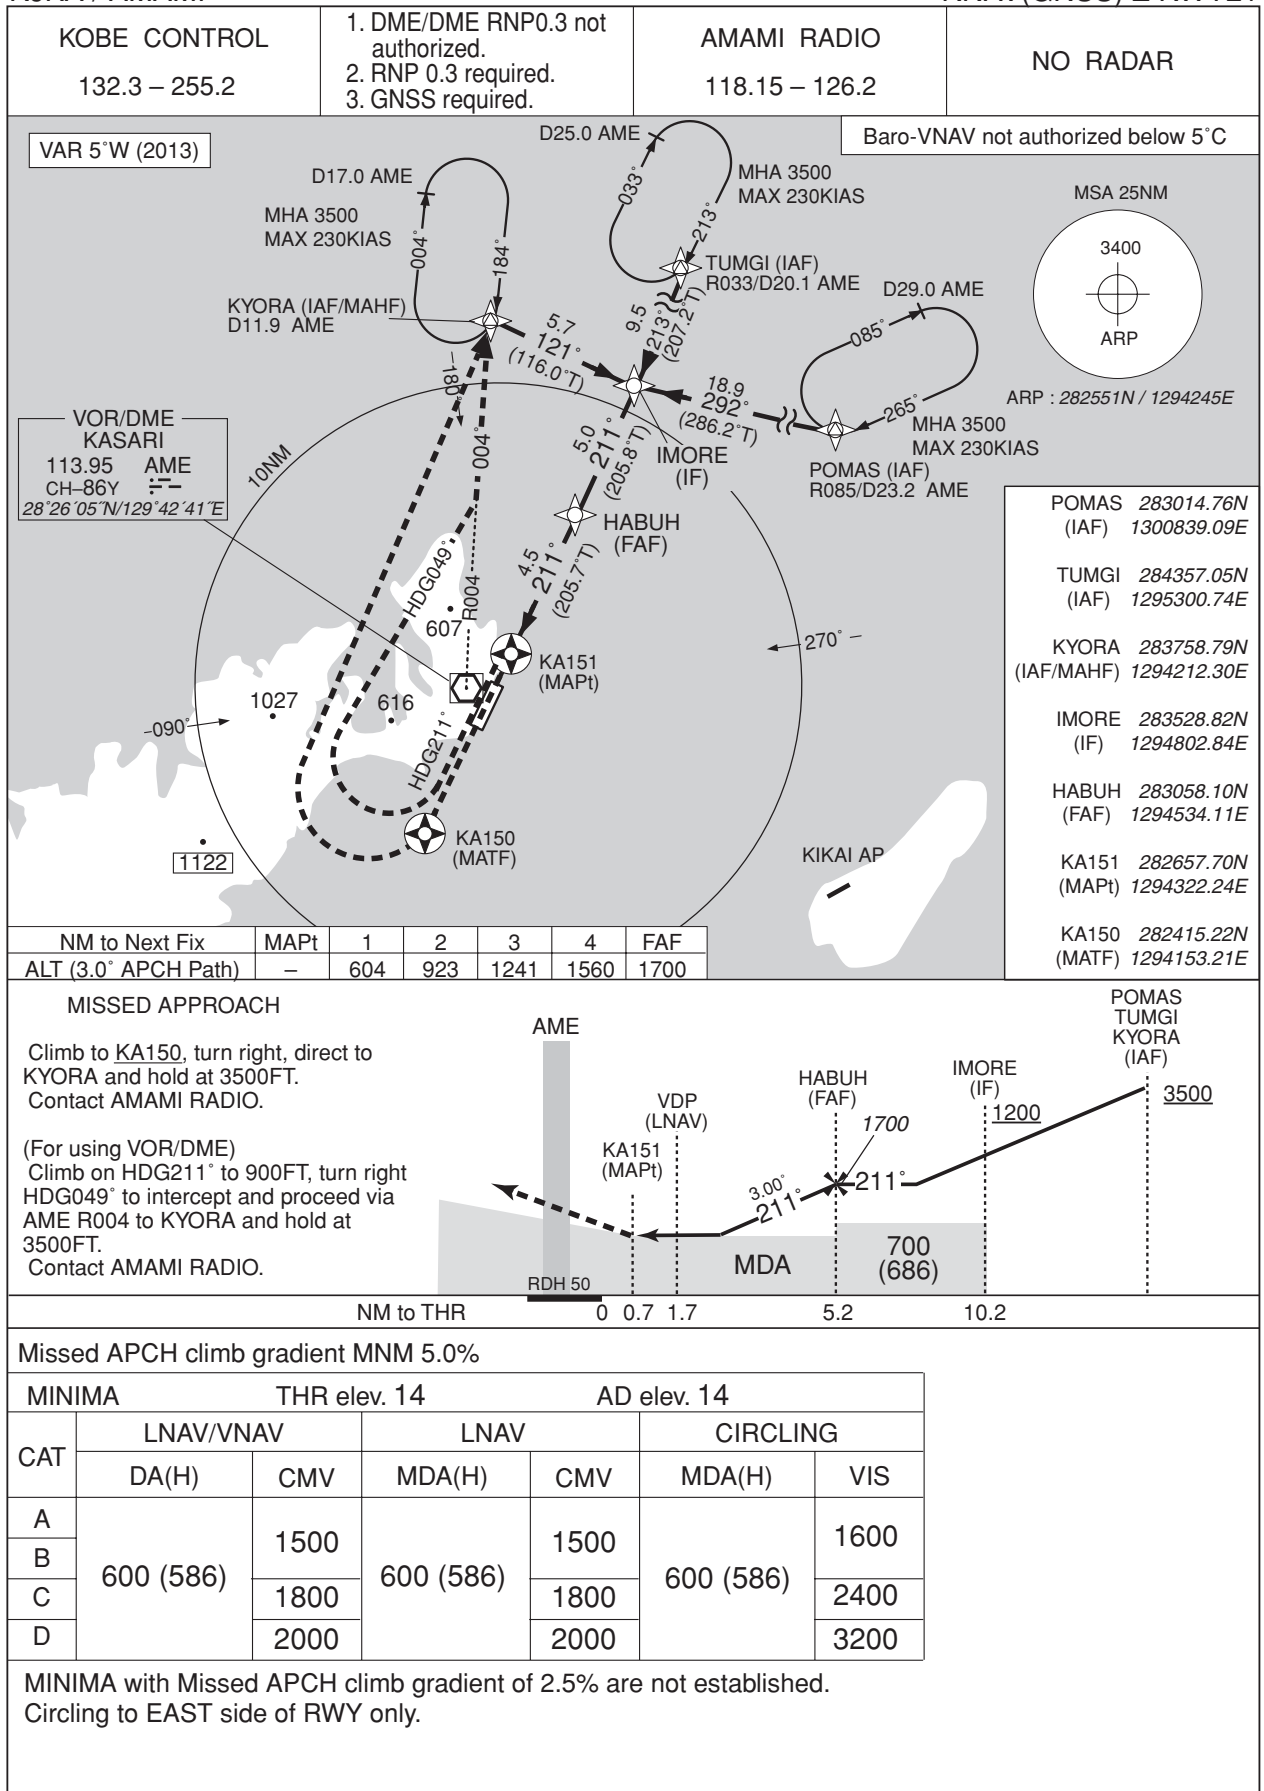 KOBE CONTROL
132.3 – 255.2
1. DME/DME RNP0.3 not
authorized.
2. RNP 0.3 required.
3. GNSS required.
AMAMI RADIO
118.15 – 126.2
NO RADAR
VAR 5°W (2013)
Baro-VNAV not authorized below 5°C
D25.0 AME
033°
213°
MHA 3500
MAX 230KIAS
TUMGI (IAF)
R033/D20.1 AME
D17.0 AME
MHA 3500
MAX 230KIAS
004°
184°
KYORA (IAF/MAHF)
D11.9 AME
MSA 25NM
3400
ARP
ARP : 282551N / 1294245E
D29.0 AME
085°
265°
MHA 3500
MAX 230KIAS
POMAS (IAF)
R085/D23.2 AME
5.7
121°
(116.0°T)
9.5
213°
(207.2°T)
18.9
292°
(286.2°T)
IMORE
(IF)
5.0
211°
(205.8°T)
HABUH
(FAF)
4.5
211°
(205.7°T)
KA151
(MAPt)
–180°
004°
R004
HDG049°
HDG211°
10NM
VOR/DME
KASARI
113.95 AME
CH–86Y
28°26´05˝N/129°42´41˝E
607
616
1027
–090°
270° –
1122
KA150
(MATF)
KIKAI AP
POMAS 283014.76N
(IAF) 1300839.09E
TUMGI 284357.05N
(IAF) 1295300.74E
KYORA 283758.79N
(IAF/MAHF) 1294212.30E
IMORE 283528.82N
(IF) 1294802.84E
HABUH 283058.10N
(FAF) 1294534.11E
KA151 282657.70N
(MAPt) 1294322.24E
KA150 282415.22N
(MATF) 1294153.21E
NM to Next Fix MAPt 1 2 3 4 FAF
ALT (3.0° APCH Path) – 604 923 1241 1560 1700
MISSED APPROACH
Climb to KA150, turn right, direct to
KYORA and hold at 3500FT.
Contact AMAMI RADIO.
(For using VOR/DME)
Climb on HDG211° to 900FT, turn right
HDG049° to intercept and proceed via
AME R004 to KYORA and hold at
3500FT.
Contact AMAMI RADIO.
AME
RDH 50
KA151
(MAPt)
VDP
(LNAV)
HABUH
(FAF)
1700
IMORE
(IF)
1200
POMAS
TUMGI
KYORA
(IAF)
3500
3.00°
211°
211°
MDA
700
(686)
NM to THR 0 0.7 1.7 5.2 10.2
Missed APCH climb gradient MNM 5.0%
MINIMA THR elev. 14 AD elev. 14
CAT LNAV/VNAV LNAV CIRCLING
DA(H) CMV MDA(H) CMV MDA(H) VIS
A
B
C
D
600 (586)
1500
1800
2000
600 (586)
1500
1800
2000
600 (586)
1600
2400
3200
MINIMA with Missed APCH climb gradient of 2.5% are not established.
Circling to EAST side of RWY only.